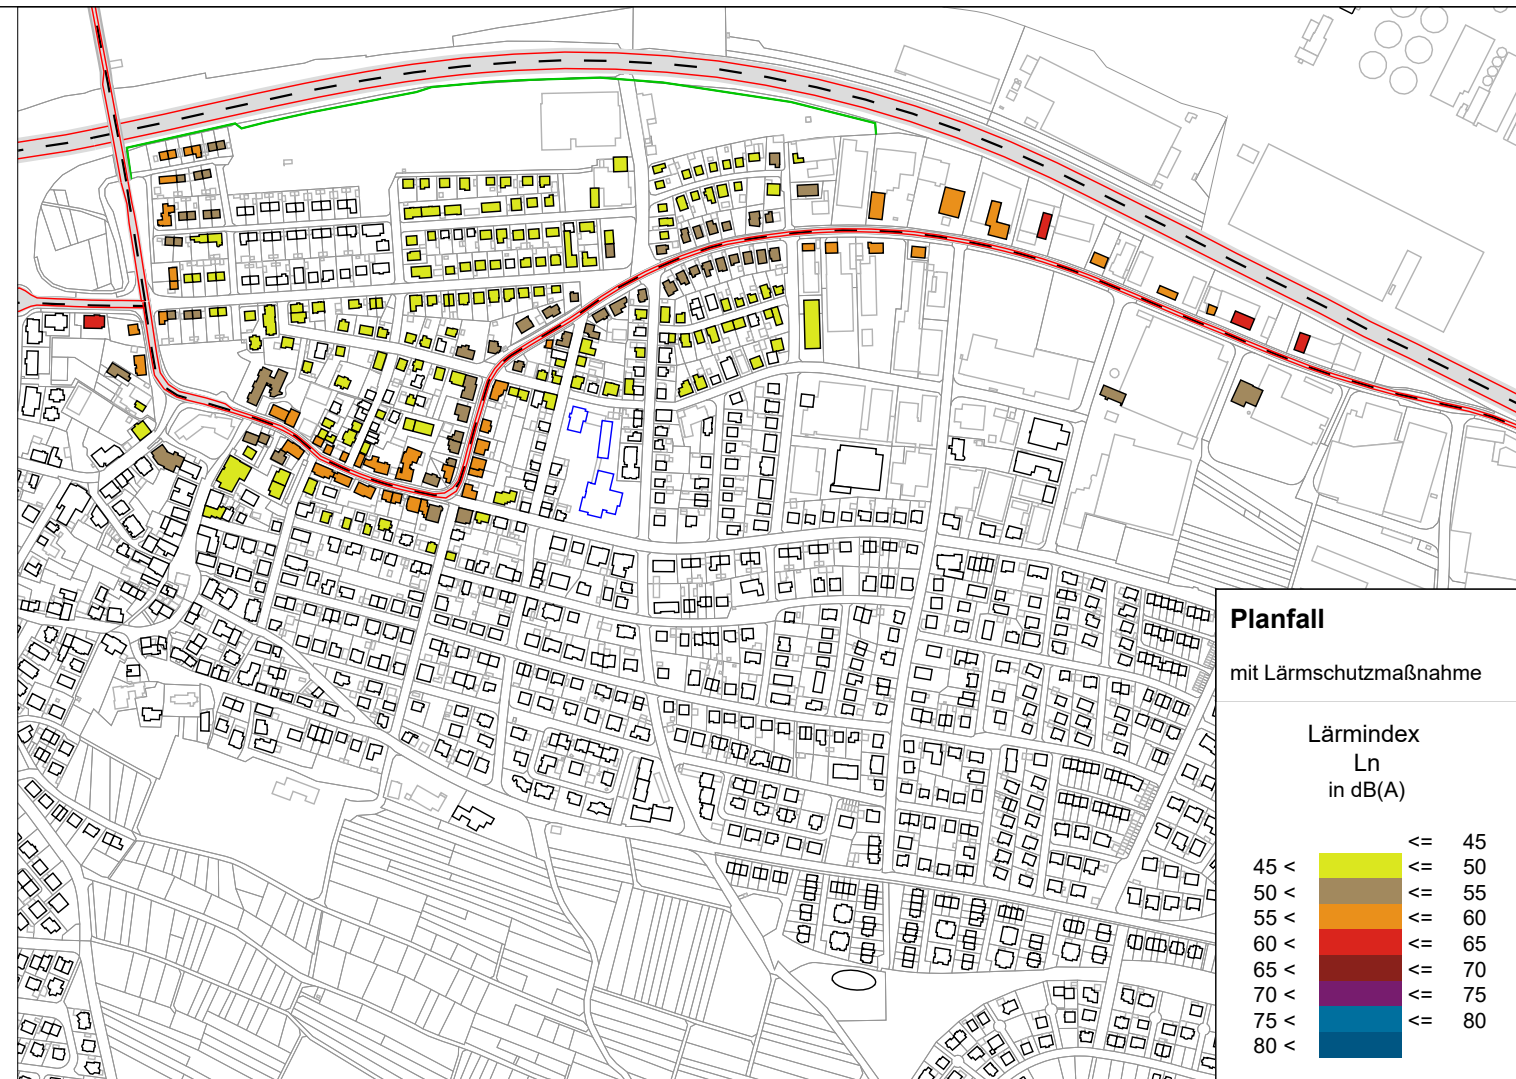 Planfall
mit Lärmschutzmaßnahme
Lärmindex
Ln
in dB(A)
<= 45
45 < <= 50
50 < <= 55
55 < <= 60
60 < <= 65
65 < <= 70
70 < <= 75
75 < <= 80
80 <